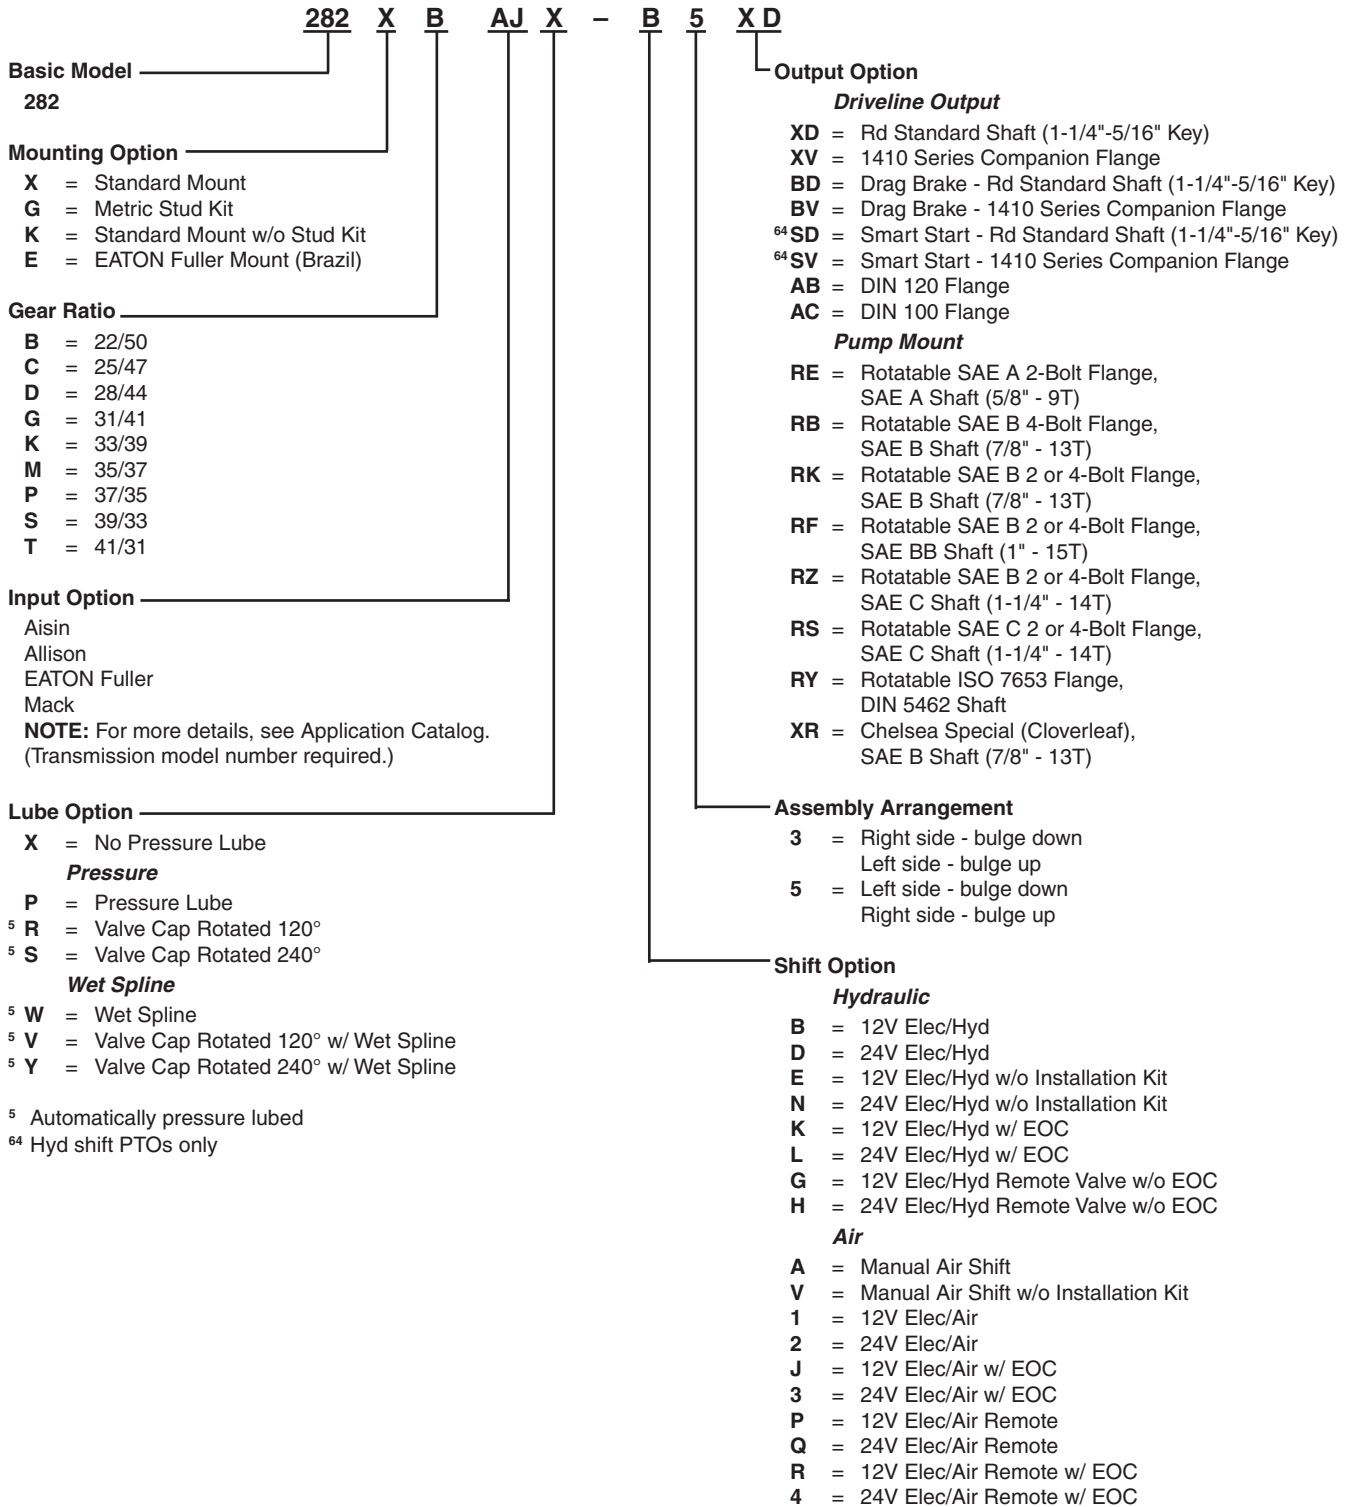 282 X B AJ X – B 5 X D
Basic Model
282
Mounting Option
X = Standard Mount
G = Metric Stud Kit
K = Standard Mount w/o Stud Kit
E = EATON Fuller Mount (Brazil)
Gear Ratio
B = 22/50
C = 25/47
D = 28/44
G = 31/41
K = 33/39
M = 35/37
P = 37/35
S = 39/33
T = 41/31
Input Option
Aisin
Allison
EATON Fuller
Mack
NOTE: For more details, see Application Catalog.
(Transmission model number required.)
Lube Option
X = No Pressure Lube
Pressure
P = Pressure Lube
5 R = Valve Cap Rotated 120°
5 S = Valve Cap Rotated 240°
Wet Spline
5 W = Wet Spline
5 V = Valve Cap Rotated 120° w/ Wet Spline
5 Y = Valve Cap Rotated 240° w/ Wet Spline
5 Automatically pressure lubed
64 Hyd shift PTOs only
Output Option
Driveline Output
XD = Rd Standard Shaft (1-1/4"-5/16" Key)
XV = 1410 Series Companion Flange
BD = Drag Brake - Rd Standard Shaft (1-1/4"-5/16" Key)
BV = Drag Brake - 1410 Series Companion Flange
64 SD = Smart Start - Rd Standard Shaft (1-1/4"-5/16" Key)
64 SV = Smart Start - 1410 Series Companion Flange
AB = DIN 120 Flange
AC = DIN 100 Flange
Pump Mount
RE = Rotatable SAE A 2-Bolt Flange,
SAE A Shaft (5/8" - 9T)
RB = Rotatable SAE B 4-Bolt Flange,
SAE B Shaft (7/8" - 13T)
RK = Rotatable SAE B 2 or 4-Bolt Flange,
SAE B Shaft (7/8" - 13T)
RF = Rotatable SAE B 2 or 4-Bolt Flange,
SAE BB Shaft (1" - 15T)
RZ = Rotatable SAE B 2 or 4-Bolt Flange,
SAE C Shaft (1-1/4" - 14T)
RS = Rotatable SAE C 2 or 4-Bolt Flange,
SAE C Shaft (1-1/4" - 14T)
RY = Rotatable ISO 7653 Flange,
DIN 5462 Shaft
XR = Chelsea Special (Cloverleaf),
SAE B Shaft (7/8" - 13T)
Assembly Arrangement
3 = Right side - bulge down
Left side - bulge up
5 = Left side - bulge down
Right side - bulge up
Shift Option
Hydraulic
B = 12V Elec/Hyd
D = 24V Elec/Hyd
E = 12V Elec/Hyd w/o Installation Kit
N = 24V Elec/Hyd w/o Installation Kit
K = 12V Elec/Hyd w/ EOC
L = 24V Elec/Hyd w/ EOC
G = 12V Elec/Hyd Remote Valve w/o EOC
H = 24V Elec/Hyd Remote Valve w/o EOC
Air
A = Manual Air Shift
V = Manual Air Shift w/o Installation Kit
1 = 12V Elec/Air
2 = 24V Elec/Air
J = 12V Elec/Air w/ EOC
3 = 24V Elec/Air w/ EOC
P = 12V Elec/Air Remote
Q = 24V Elec/Air Remote
R = 12V Elec/Air Remote w/ EOC
4 = 24V Elec/Air Remote w/ EOC